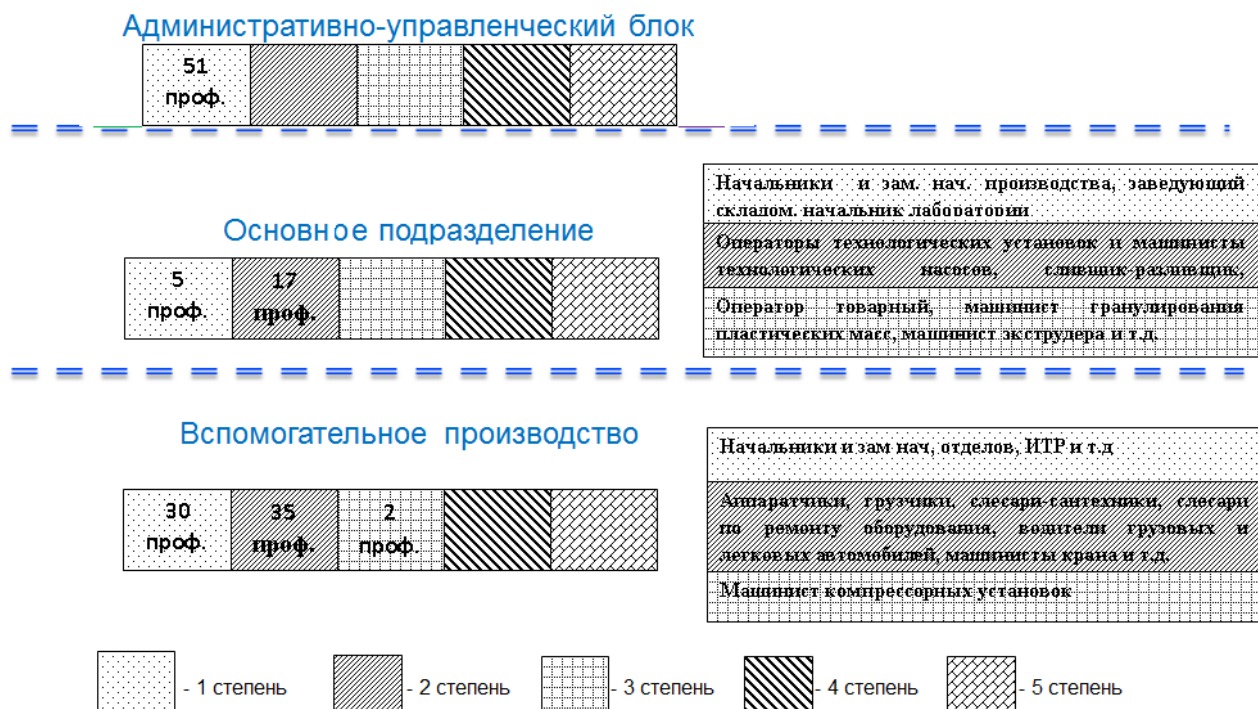 Административно-управленческий блок
51
проф.
Начальники и зам. нач. производства, заведующий
складом. начальник лаборатории
Основное подразделение
Операторы технологических установок и машинисты
технологических насосов, сливщик-разливщик,
5
проф.
17
проф.
Оператор товарный, машинист гранулирования
пластических масс, машинист экструдера и т.д.
Вспомогательное производство
Начальники и зам нач, отделов, ИТР и т.д
30
проф.
35
проф.
2
проф.
Аппаратчики, грузчики, слесари-сантехники, слесари
по ремонту оборудования, водители грузовых и
легковых автомобилей, машинисты крана и т.д.
Машинист компрессорных установок
- 1 степень
- 2 степень
- 3 степень
- 4 степень
- 5 степень